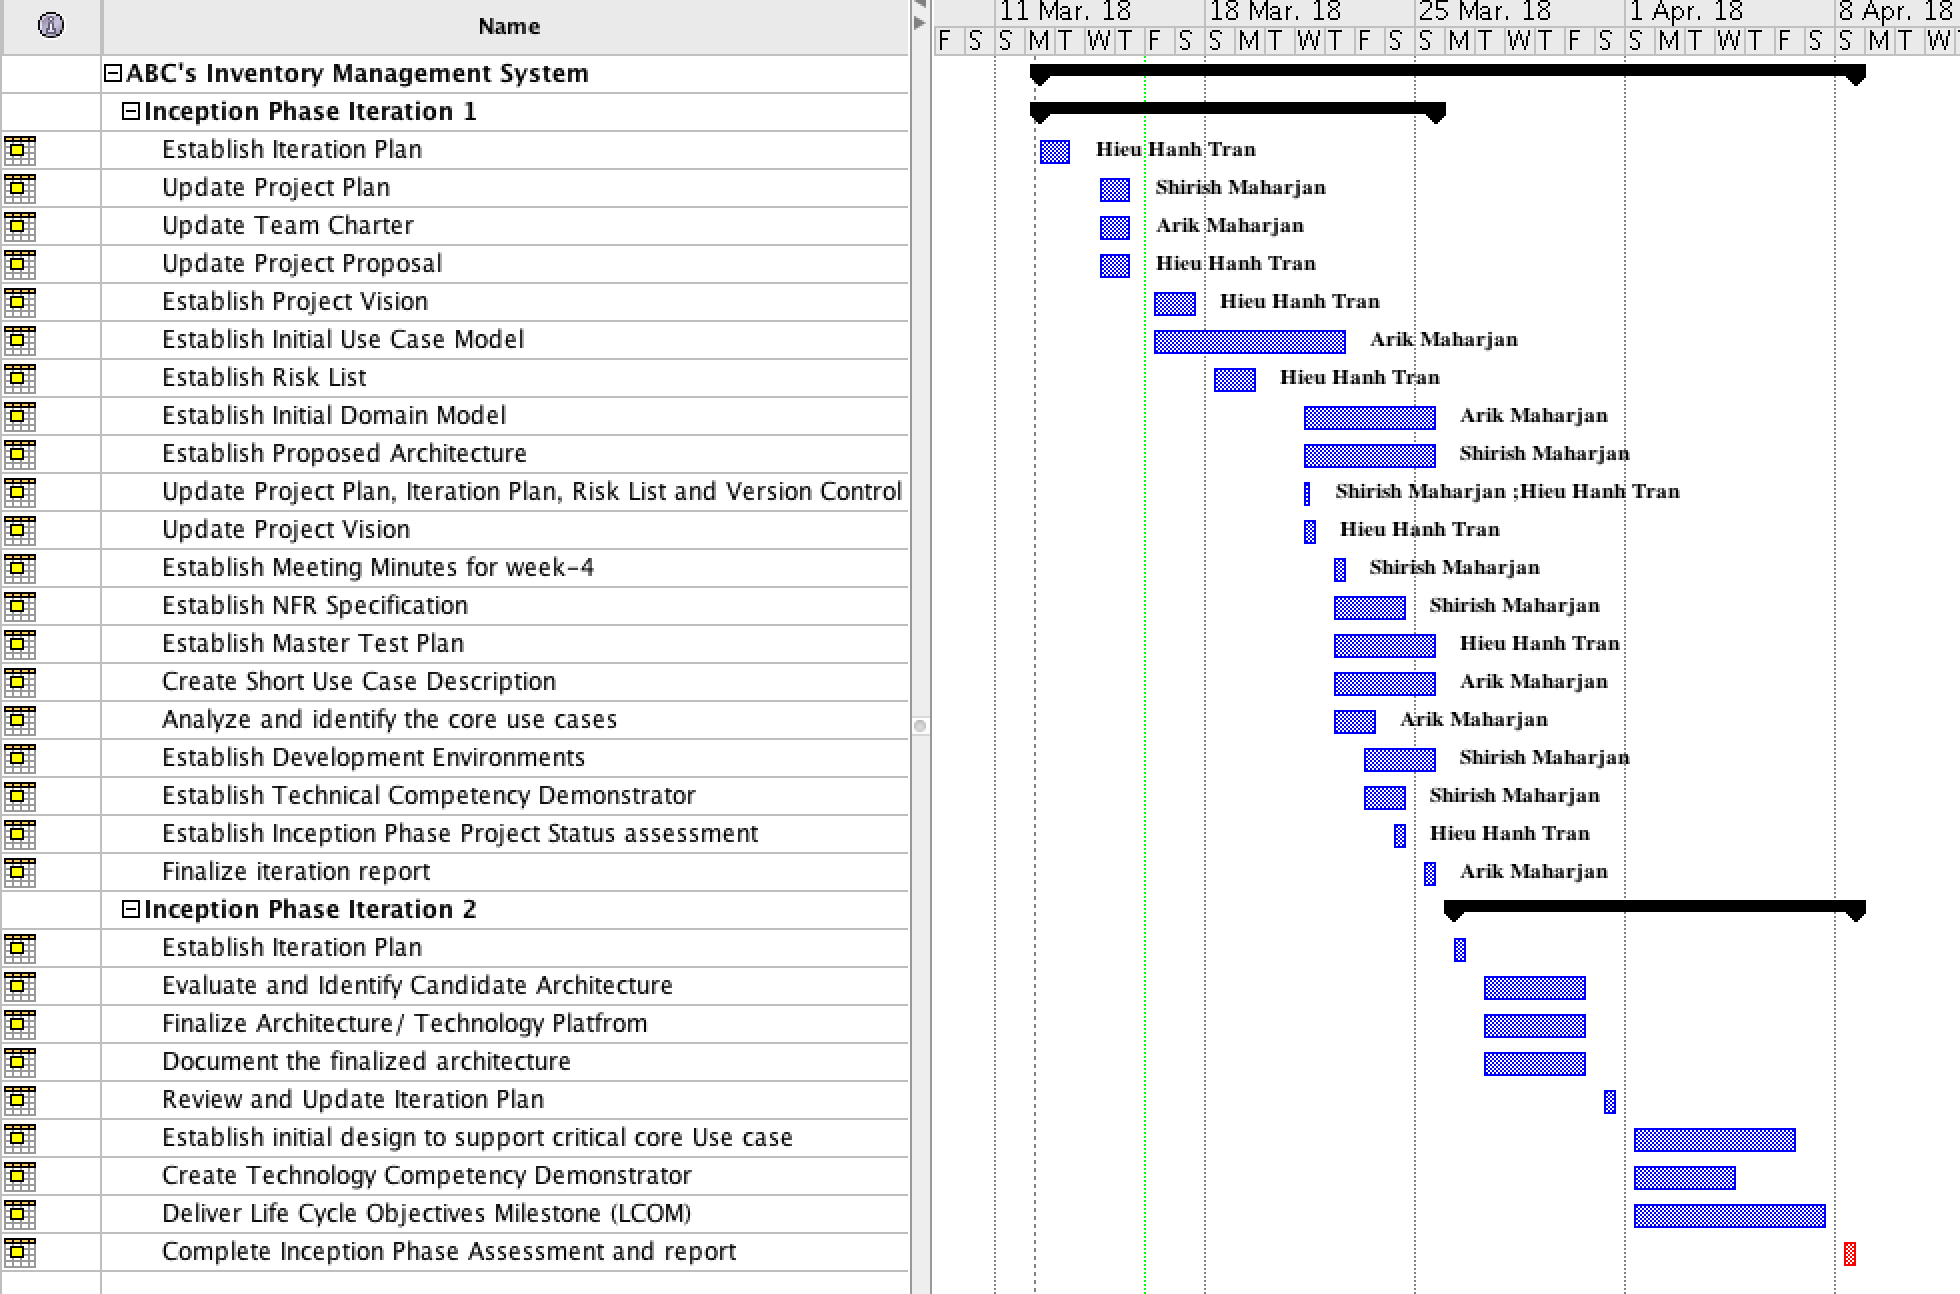 Name
11 Mar. 18 18 Mar. 18 25 Mar. 18 1 Apr. 18 8 Apr. 18
F S S M T W T F S S M T W T F S S M T W T F S S M T W T F S S M T W
ABC's Inventory Management System
Inception Phase Iteration 1
Establish Iteration Plan Hieu Hanh Tran
Update Project Plan Shirish Maharjan
Update Team Charter Arik Maharjan
Update Project Proposal Hieu Hanh Tran
Establish Project Vision Hieu Hanh Tran
Establish Initial Use Case Model Arik Maharjan
Establish Risk List Hieu Hanh Tran
Establish Initial Domain Model Arik Maharjan
Establish Proposed Architecture Shirish Maharjan
Update Project Plan, Iteration Plan, Risk List and Version Control Shirish Maharjan ;Hieu Hanh Tran
Update Project Vision Hieu Hanh Tran
Establish Meeting Minutes for week-4 Shirish Maharjan
Establish NFR Specification Shirish Maharjan
Establish Master Test Plan Hieu Hanh Tran
Create Short Use Case Description Arik Maharjan
Analyze and identify the core use cases Arik Maharjan
Establish Development Environments Shirish Maharjan
Establish Technical Competency Demonstrator Shirish Maharjan
Establish Inception Phase Project Status assessment Hieu Hanh Tran
Finalize iteration report Arik Maharjan
Inception Phase Iteration 2
Establish Iteration Plan
Evaluate and Identify Candidate Architecture
Finalize Architecture/ Technology Platfrom
Document the finalized architecture
Review and Update Iteration Plan
Establish initial design to support critical core Use case
Create Technology Competency Demonstrator
Deliver Life Cycle Objectives Milestone (LCOM)
Complete Inception Phase Assessment and report